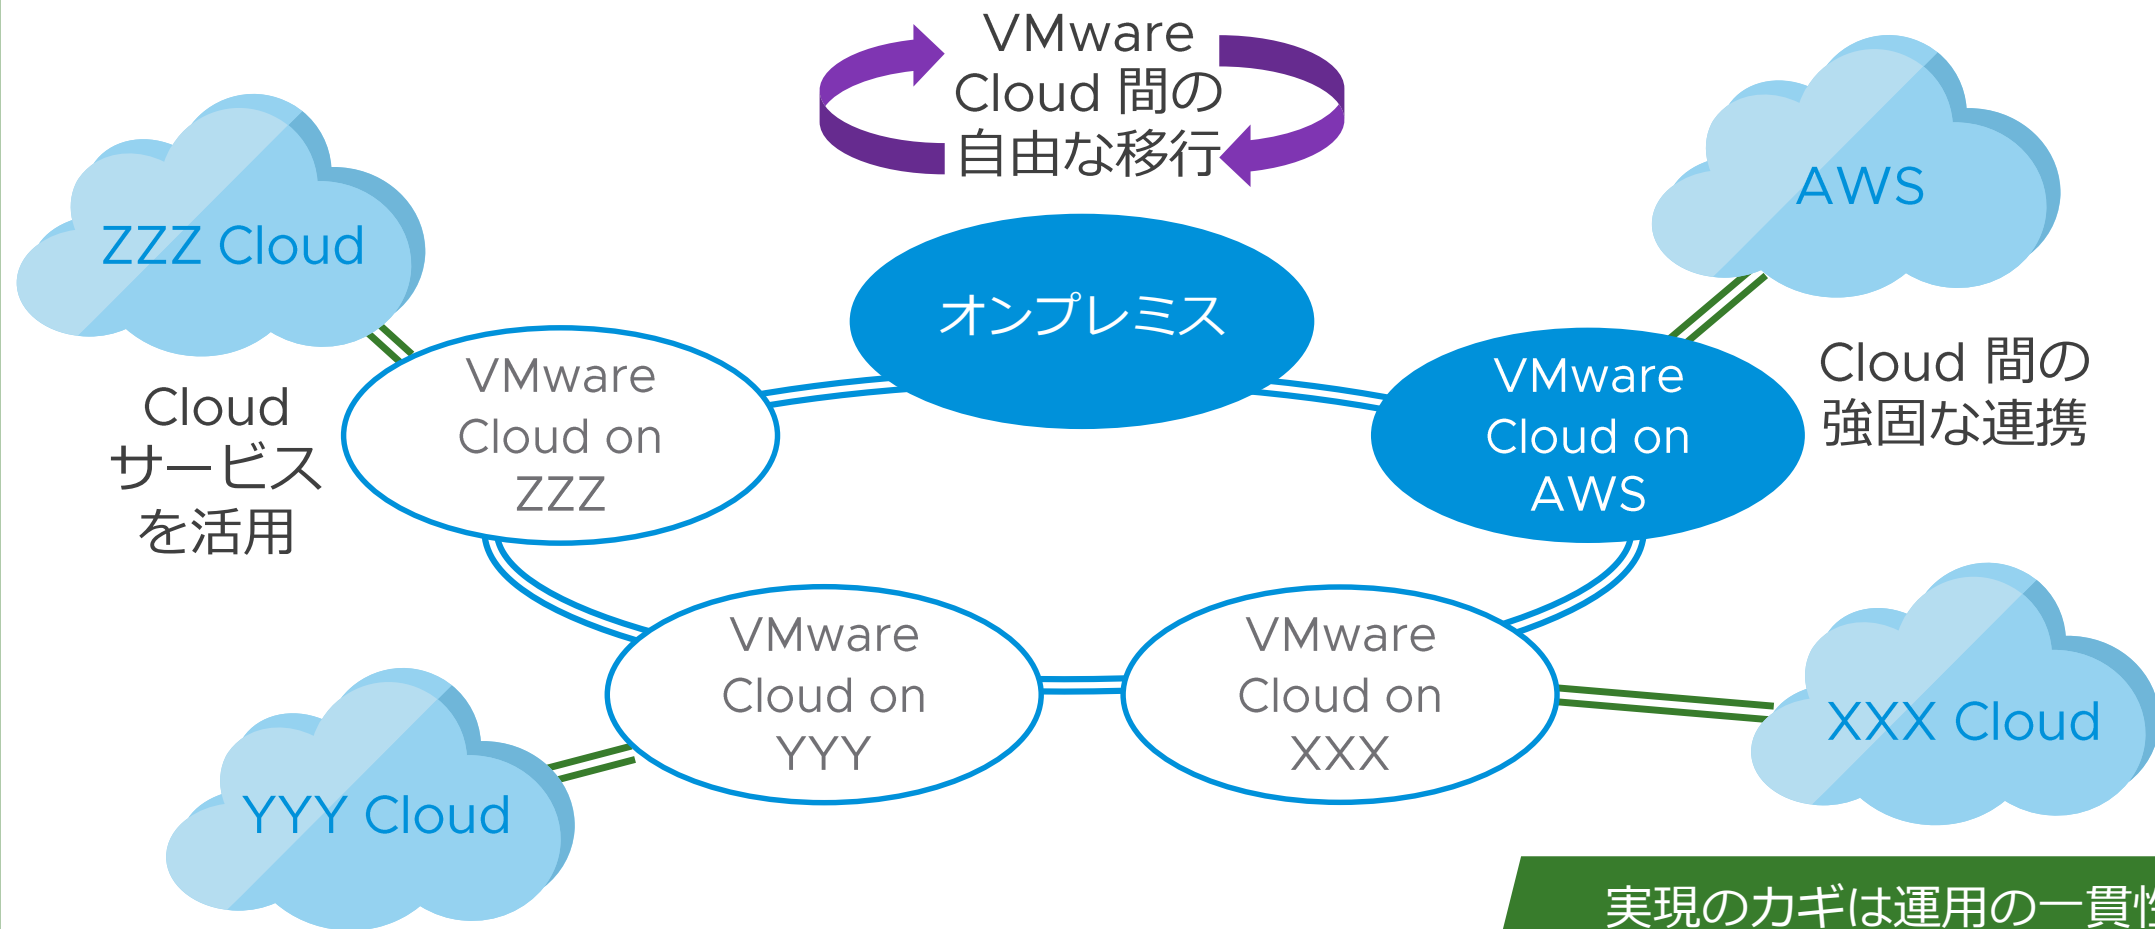 VMware
Cloud 間の
自由な移行
AWS
ZZZ Cloud
オンプレミス
VMware
Cloud on
ZZZ
VMware
Cloud on
AWS
Cloud 間の
強固な連携
Cloud
サービス
を活用
VMware
Cloud on
YYY
VMware
Cloud on
XXX
XXX Cloud
YYY Cloud
実現のカギは運用の一貫性